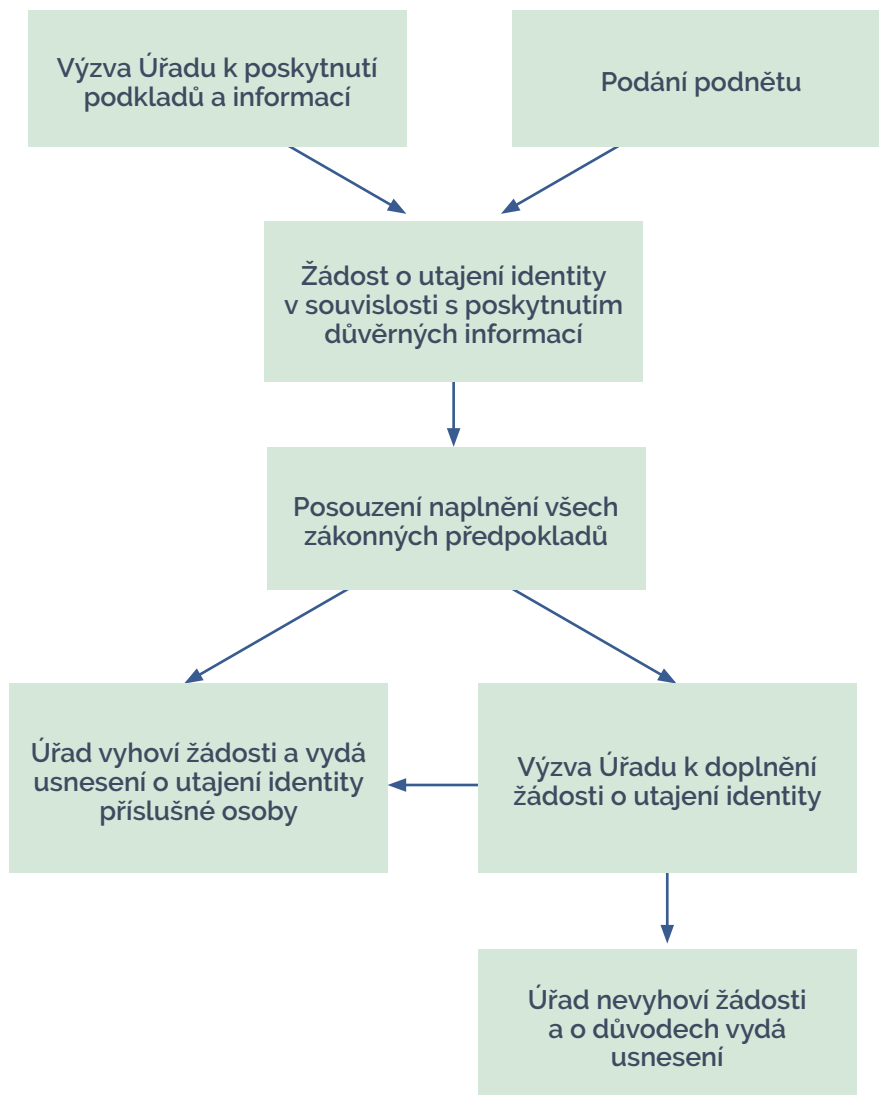 Výzva Úřadu k poskytnutí
podkladů a informací
Podání podnětu
Žádost o utajení identity
v souvislosti s poskytnutím
důvěrných informací
Posouzení naplnění všech
zákonných předpokladů
Úřad vyhoví žádosti a vydá
usnesení o utajení identity
příslušné osoby
Výzva Úřadu k doplnění
žádosti o utajení identity
Úřad nevyhoví žádosti
a o důvodech vydá
usnesení